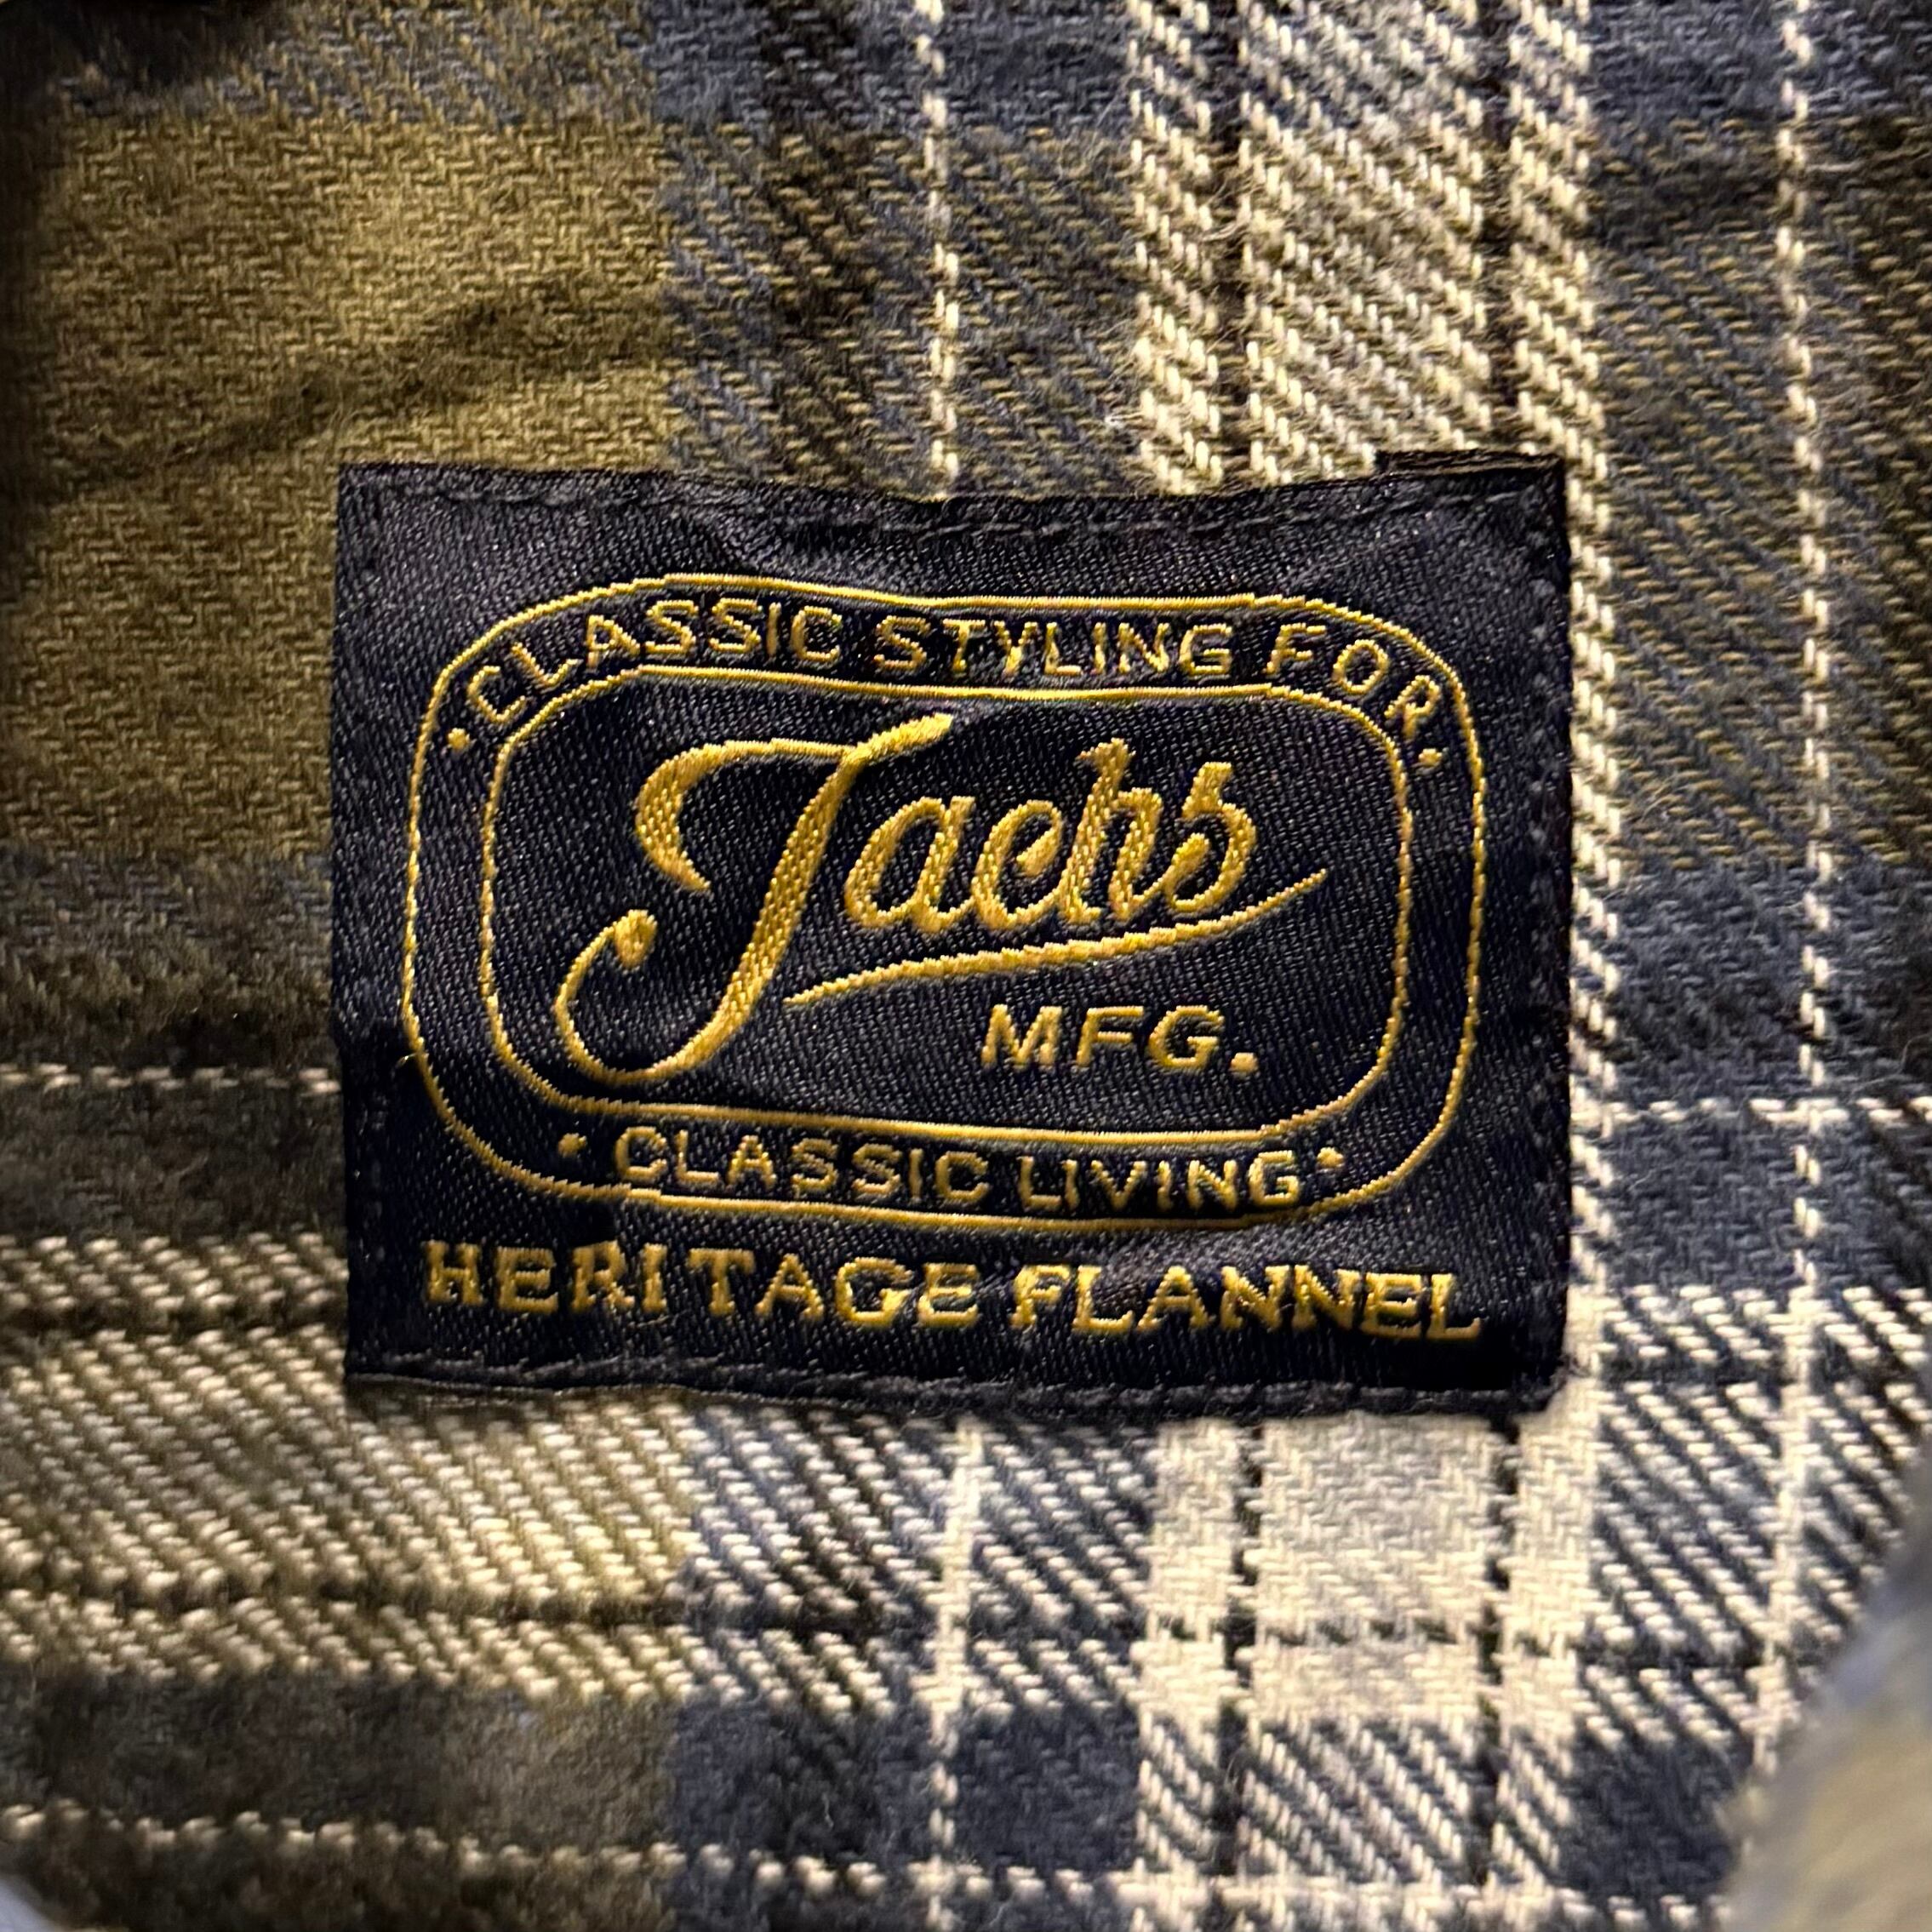 • CLASSIC STYLING FOR •
Jachs
MFG.
• CLASSIC LIVING •
HERITAGE FLANNEL